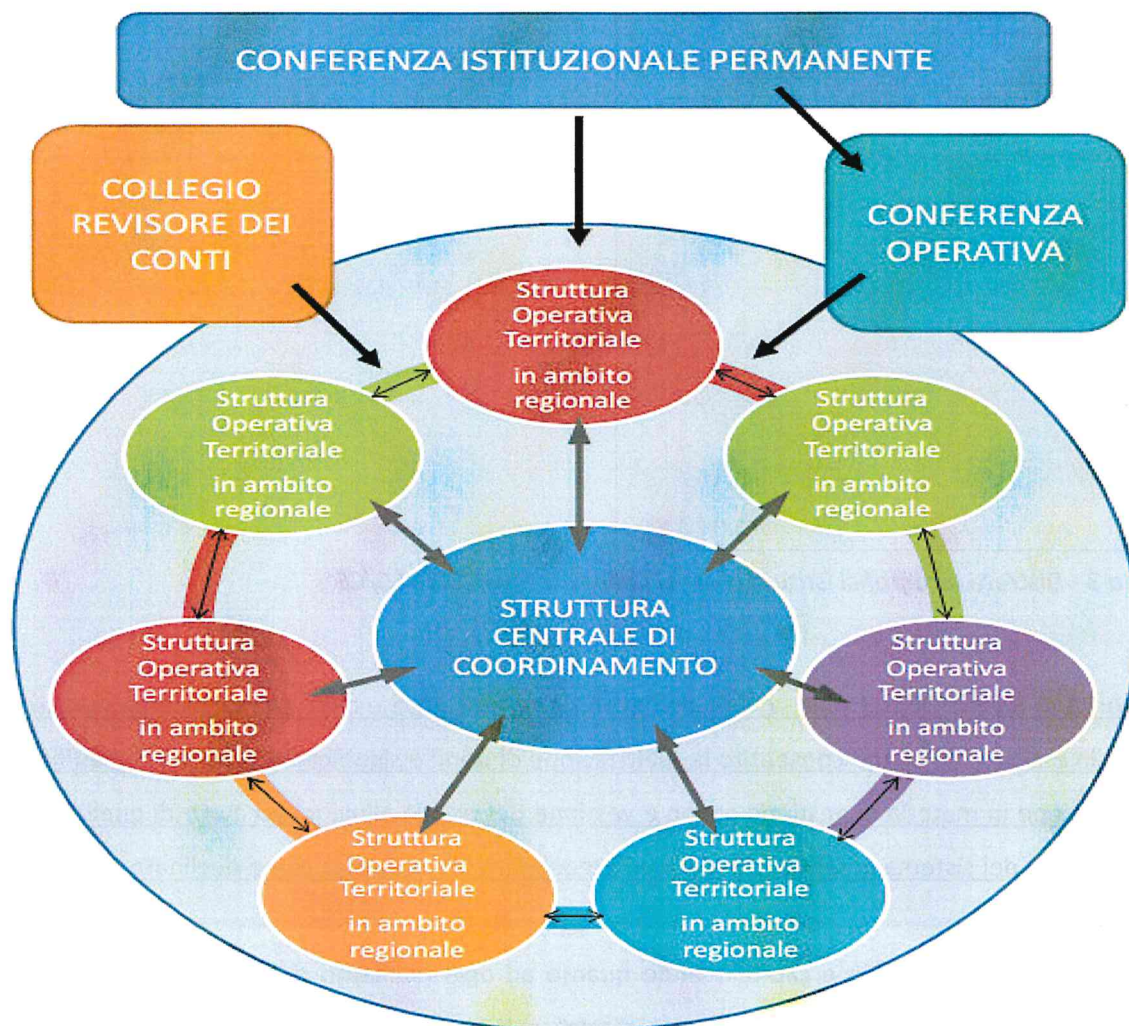 CONFERENZA ISTITUZIONALE PERMANENTE
COLLEGIO
REVISORE DEI
CONTI
CONFERENZA
OPERATIVA
Struttura
Operativa
Territoriale
in ambito
regionale
Struttura
Operativa
Territoriale
in ambito
regionale
Struttura
Operativa
Territoriale
in ambito
regionale
STRUTTURA
CENTRALE DI
COORDINAMENTO
Struttura
Operativa
Territoriale
in ambito
regionale
Struttura
Operativa
Territoriale
in ambito
regionale
Struttura
Operativa
Territoriale
in ambito
regionale
Struttura
Operativa
Territoriale
in ambito
regionale